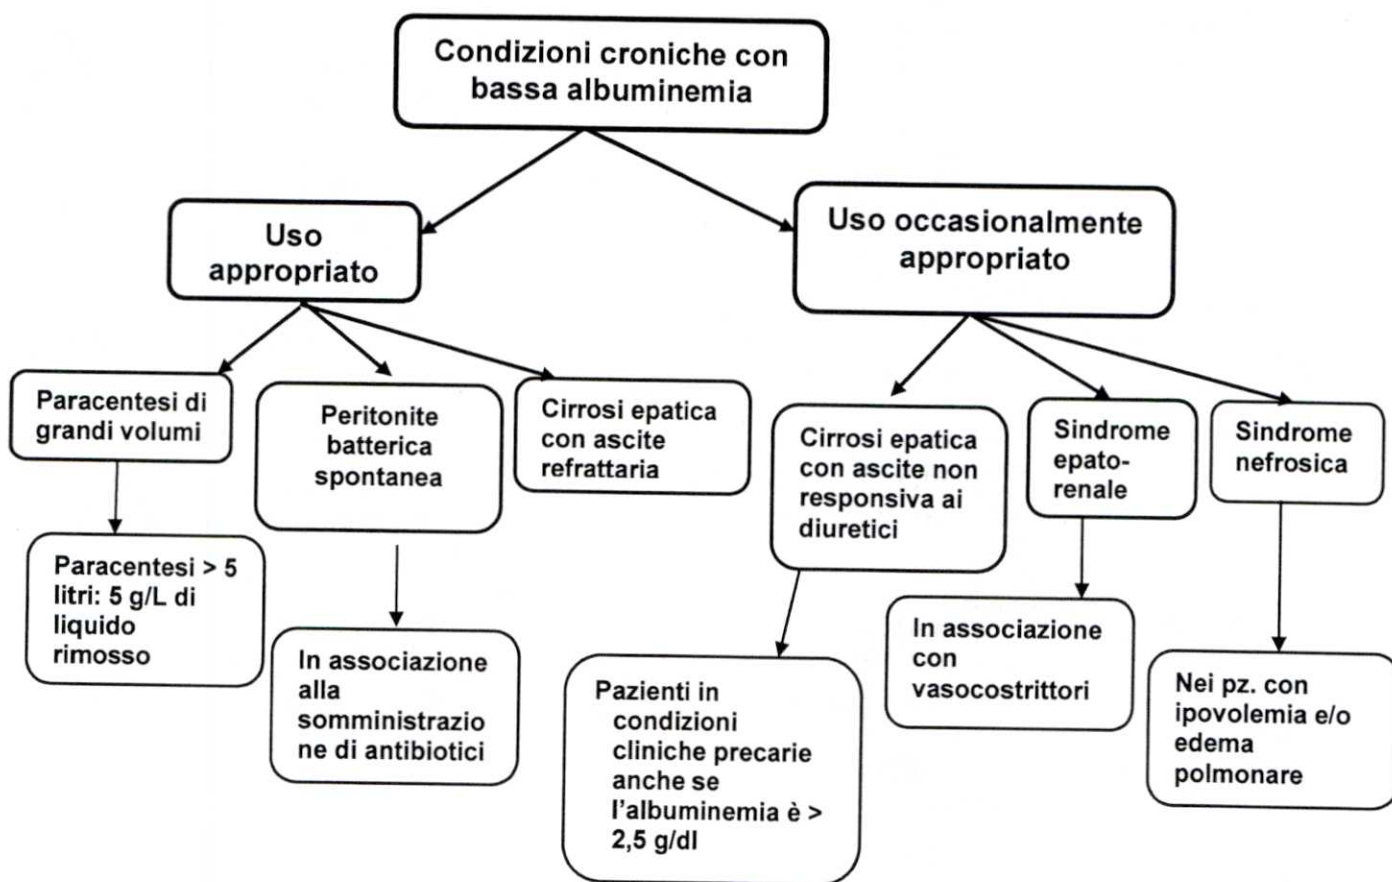 Condizioni croniche con
bassa albuminemia
Uso
appropriato
Uso occasionalmente
appropriato
Paracentesi di
grandi volumi
Peritonite
batterica
spontanea
Cirrosi epatica
con ascite
refrattaria
Cirrosi epatica
con ascite non
responsiva ai
diuretici
Sindrome
epato-
renale
Sindrome
nefrosica
Paracentesi > 5
litri: 5 g/L di
liquido
rimosso
In associazione
alla
somministrazio
ne di antibiotici
Pazienti in
condizioni
cliniche precarie
anche se
l'albuminemia è >
2,5 g/dl
In associazione
con
vasocostrittori
Nei pz. con
ipovolemia e/o
edema
polmonare